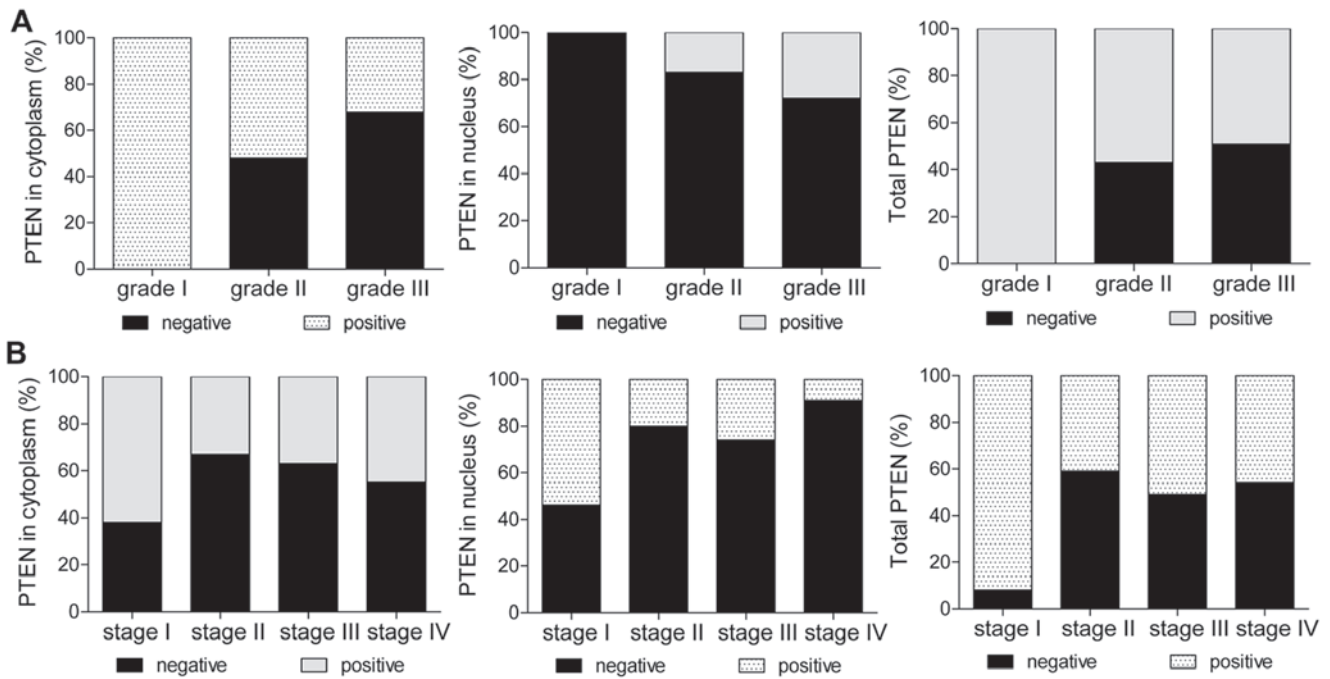 A
PTEN in cytoplasm (%)
100
80
60
40
20
0
grade I grade II grade III
negative positive
PTEN in nucleus (%)
100
80
60
40
20
0
grade I grade II grade III
negative positive
Total PTEN (%)
100
80
60
40
20
0
grade I grade II grade III
negative positive
B
PTEN in cytoplasm (%)
100
80
60
40
20
0
stage I stage II stage III stage IV
negative positive
PTEN in nucleus (%)
100
80
60
40
20
0
stage I stage II stage III stage IV
negative positive
Total PTEN (%)
100
80
60
40
20
0
stage I stage II stage III stage IV
negative positive